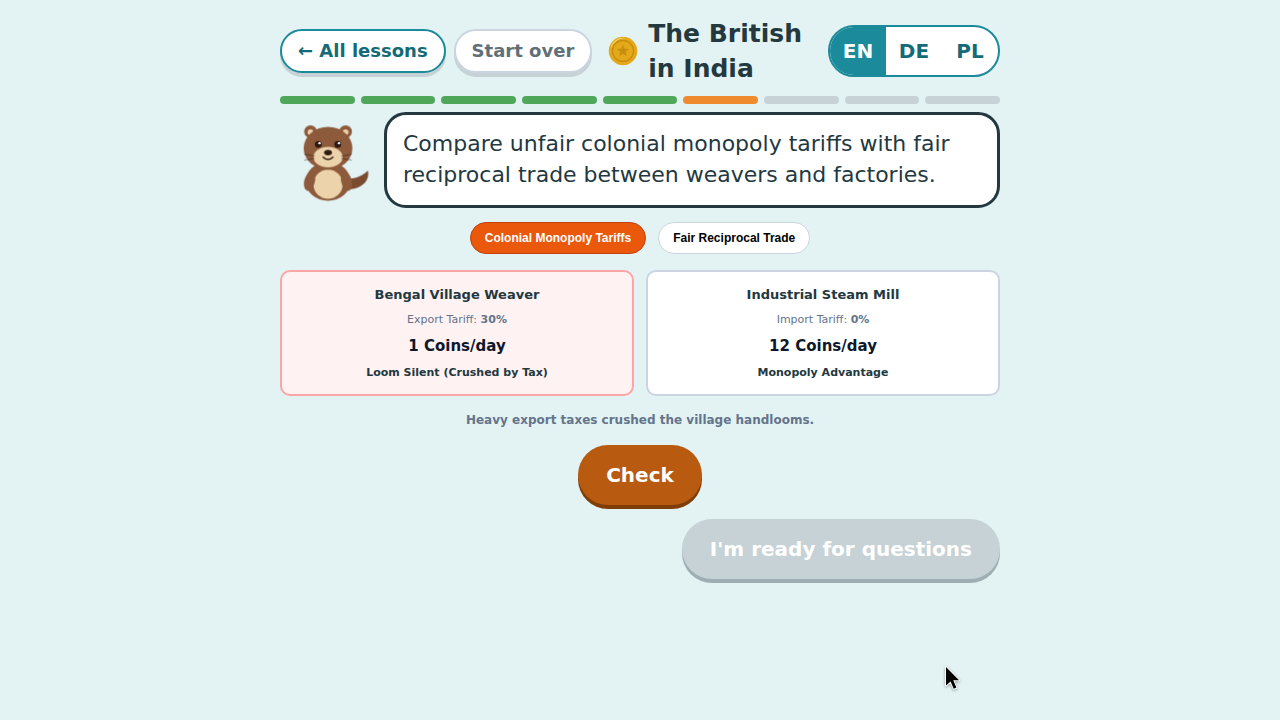 ← All lessons
Start over
The British
in India
EN
DE
PL
Compare unfair colonial monopoly tariffs with fair
reciprocal trade between weavers and factories.
Colonial Monopoly Tariffs
Fair Reciprocal Trade
Bengal Village Weaver
Export Tariff: 30%
1 Coins/day
Loom Silent (Crushed by Tax)
Industrial Steam Mill
Import Tariff: 0%
12 Coins/day
Monopoly Advantage
Heavy export taxes crushed the village handlooms.
Check
I'm ready for questions